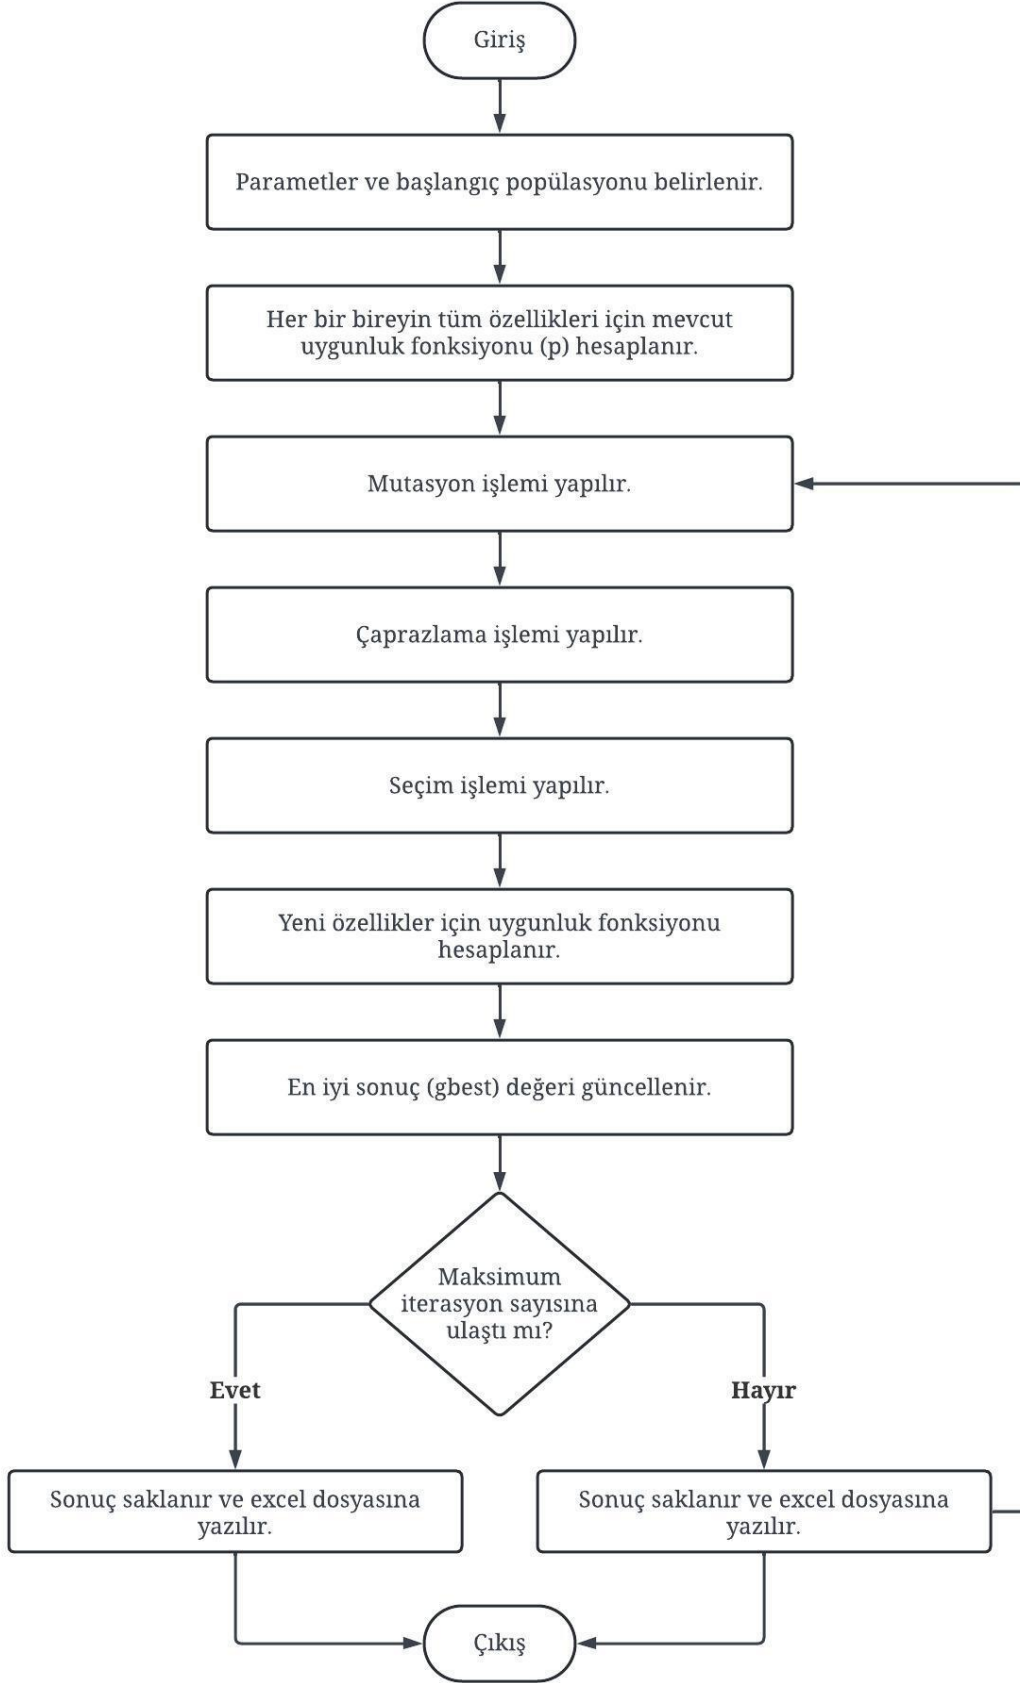 Giriş
Parametler ve başlangıç popülasyonu belirlenir.
Her bir bireyin tüm özellikleri için mevcut
uygunluk fonksiyonu (p) hesaplanır.
Mutasyon işlemi yapılır.
Çaprazlama işlemi yapılır.
Seçim işlemi yapılır.
Yeni özellikler için uygunluk fonksiyonu
hesaplanır.
En iyi sonuç (gbest) değeri güncellenir.
Maksimum
iterasyon sayısına
ulaştı mı?
Evet
Hayır
Sonuç saklanır ve excel dosyasına
yazılır.
Sonuç saklanır ve excel dosyasına
yazılır.
Çıkış